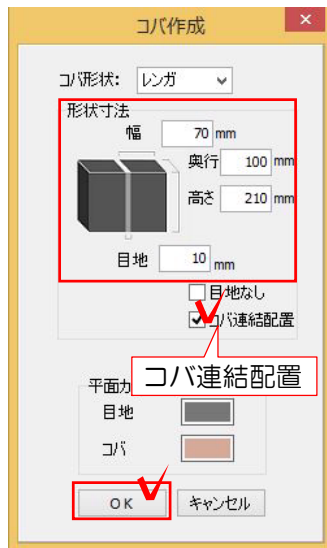 コバ作成
×
コバ形状: レンガ
形状寸法
幅 70 mm
奥行 100 mm
高さ 210 mm
目地 10 mm
目地なし
コバ連結配置
コバ連結配置
平面カ
目地
コバ
OK キャンセル